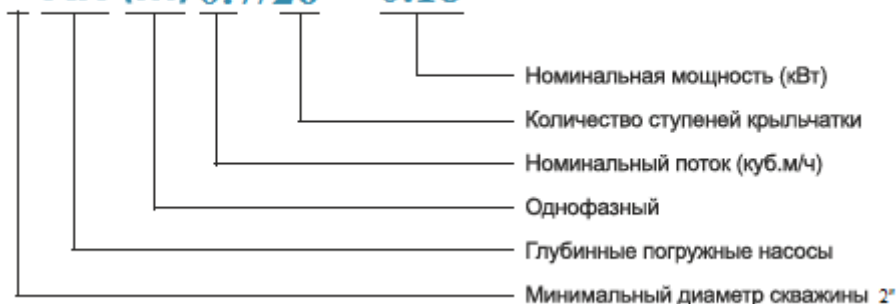 Номинальная мощность (кВт)
Количество ступеней крыльчатки
Номинальный поток (куб.м/ч)
Однофазный
Глубинные погружные насосы
Минимальный диаметр скважины 2"